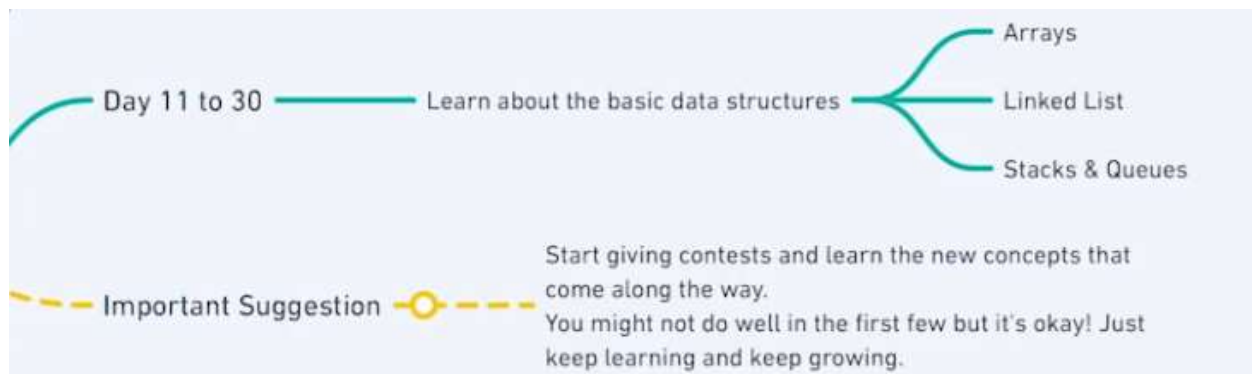 Arrays
Day 11 to 30
Learn about the basic data structures
Linked List
Stacks & Queues
Important Suggestion
Start giving contests and learn the new concepts that
come along the way.
You might not do well in the first few but it's okay! Just
keep learning and keep growing.